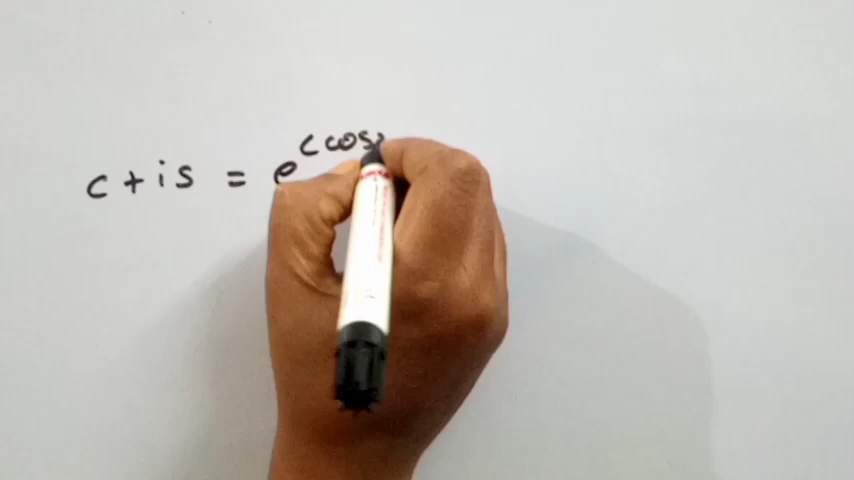 c + is = e^(cos